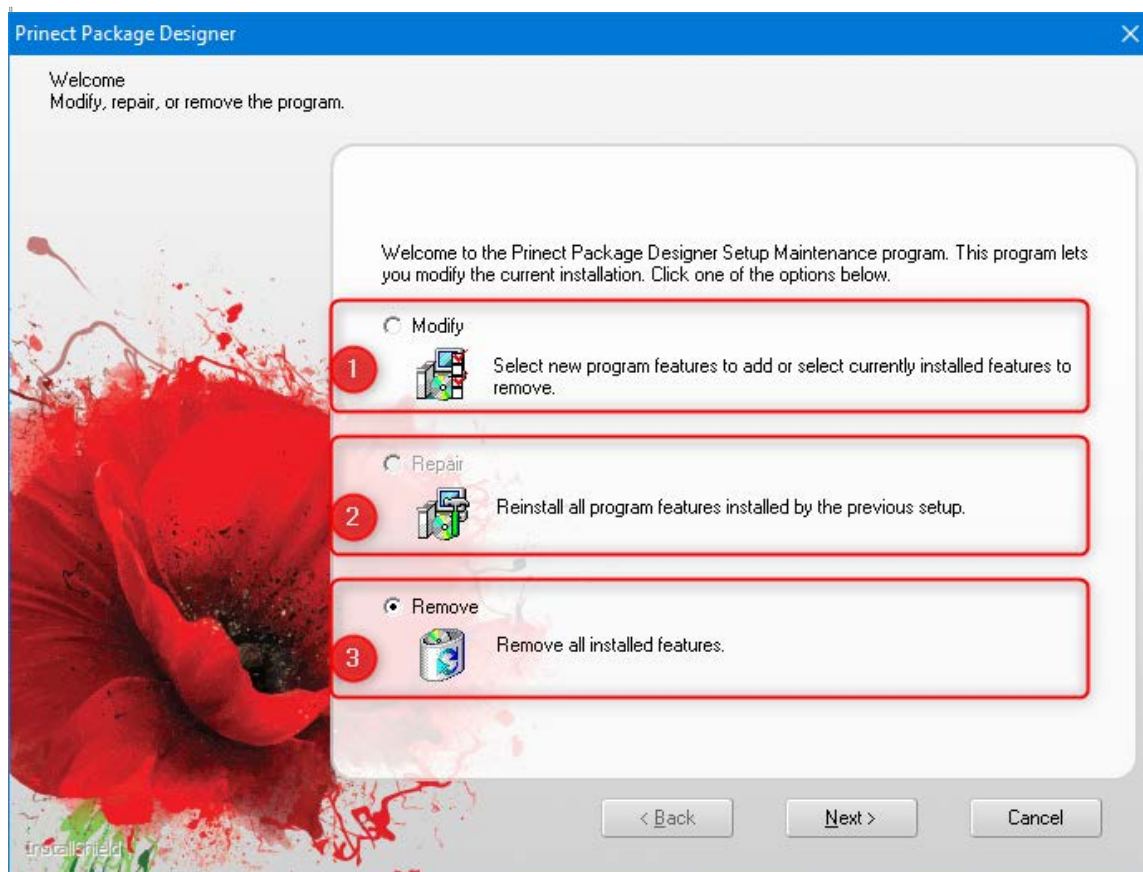 Prinect Package Designer
Welcome
Modify, repair, or remove the program.
Welcome to the Prinect Package Designer Setup Maintenance program. This program lets
you modify the current installation. Click one of the options below.
Modify
1
Select new program features to add or select currently installed features to
remove.
Repair
2
Reinstall all program features installed by the previous setup.
Remove
3
Remove all installed features.
< Back
Next >
Cancel
InstallShield